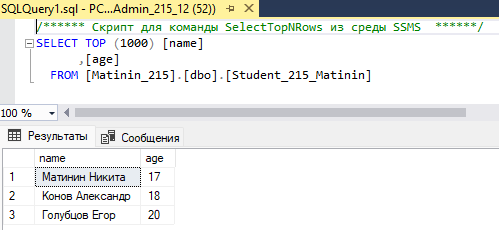 SQLQuery1.sql - PC...Admin_215_12 (52))
/****** Скрипт для команды SelectTopNRows из среды SSMS ******/
SELECT TOP (1000) [name]
,[age]
FROM [Matinin_215].[dbo].[Student_215_Matinin]
100 %
Результаты Сообщения
name age
1 Матинин Никита 17
2 Конов Александр 18
3 Голубцов Егор 20